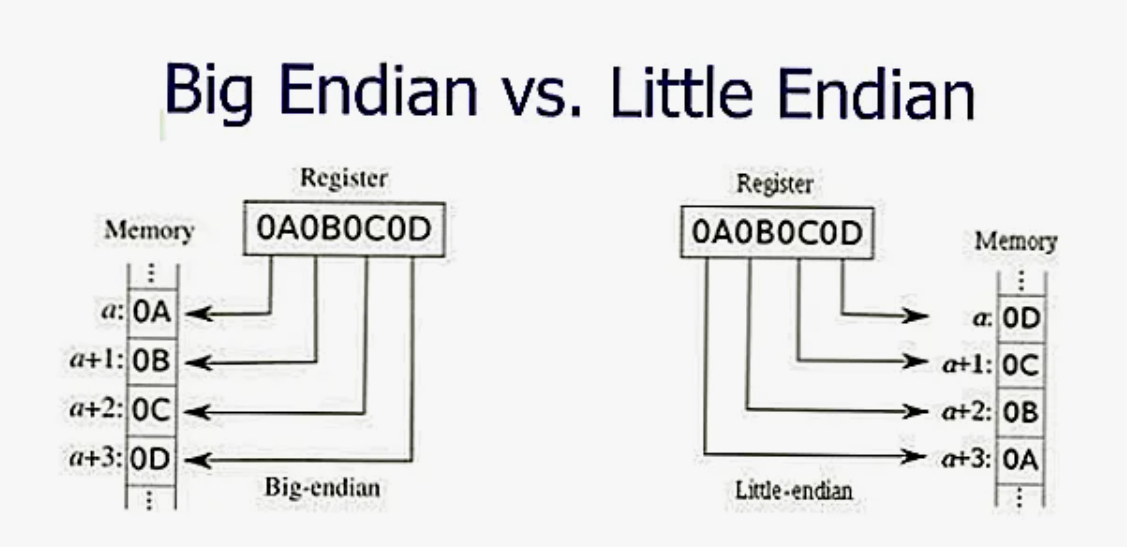 Big Endian vs. Little Endian
Register
0A0B0C0D
Memory
⋮
a: 0A
a+1: 0B
a+2: 0C
a+3: 0D
⋮
Big-endian
Register
0A0B0C0D
Memory
⋮
a: 0D
a+1: 0C
a+2: 0B
a+3: 0A
⋮
Little-endian